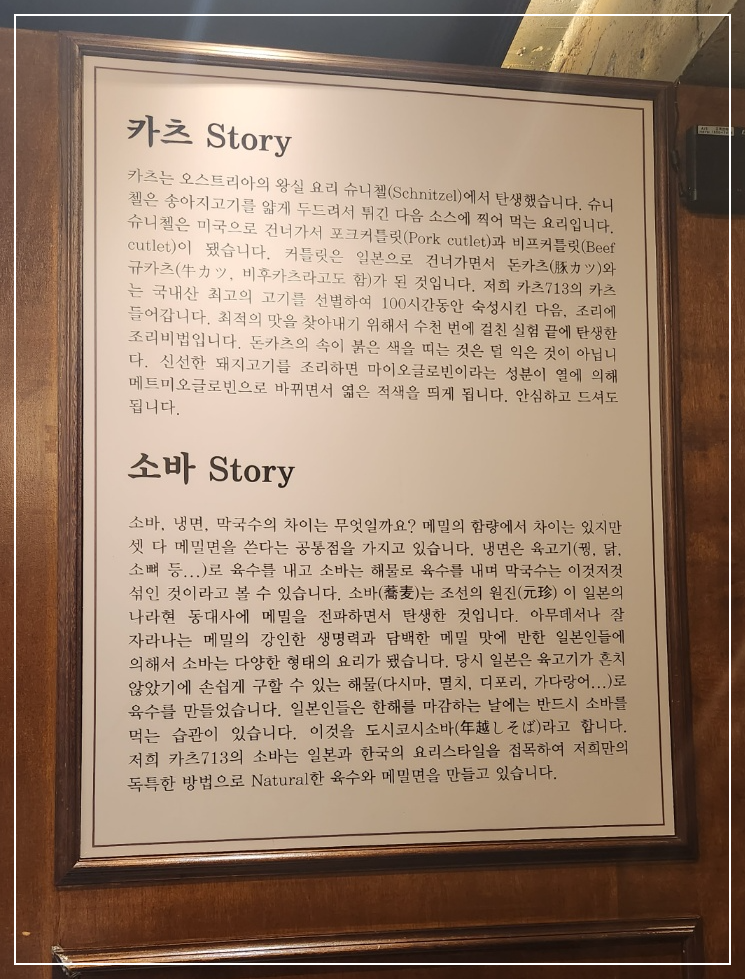 카츠 Story
카츠는 오스트리아의 왕실 요리 슈니첼(Schnitzel)에서 탄생했습니다. 슈니
첼은 송아지고기를 얇게 두드려서 튀긴 다음 소스에 찍어 먹는 요리입니다.
슈니첼은 미국으로 건너가서 포크커틀릿(Pork cutlet)과 비프커틀릿(Beef
cutlet)이 됐습니다. 커틀릿은 일본으로 건너가면서 돈카츠(豚カツ)와
규카츠(牛カツ, 비후카츠라고도 함)가 된 것입니다. 저희 카츠713의 카츠
는 국내산 최고의 고기를 선별하여 100시간동안 숙성시킨 다음, 조리에
들어갑니다. 최적의 맛을 찾아내기 위해서 수천 번에 걸친 실험 끝에 탄생한
조리비법입니다. 돈카츠의 속이 붉은 색을 띠는 것은 덜 익은 것이 아닙니
다. 신선한 돼지고기를 조리하면 마이오글로빈이라는 성분이 열에 의해
메트미오글로빈으로 바뀌면서 엷은 적색을 띄게 됩니다. 안심하고 드셔도
됩니다.
소바 Story
소바, 냉면, 막국수의 차이는 무엇일까요? 메밀의 함량에서 차이는 있지만
셋 다 메밀면을 쓴다는 공통점을 가지고 있습니다. 냉면은 육고기(꿩, 닭,
소뼈 등...)로 육수를 내고 소바는 해물로 육수를 내며 막국수는 이것저것
섞인 것이라고 볼 수 있습니다. 소바(蕎麦)는 조선의 원진(元珍) 이 일본의
나라현 동대사에 메밀을 전파하면서 탄생한 것입니다. 아무데서나 잘
자라나는 메밀의 강인한 생명력과 담백한 메밀 맛에 반한 일본인들에
의해서 소바는 다양한 형태의 요리가 됐습니다. 당시 일본은 육고기가 흔치
않았기에 손쉽게 구할 수 있는 해물(다시마, 멸치, 디포리, 가다랑어...)로
육수를 만들었습니다. 일본인들은 한해를 마감하는 날에는 반드시 소바를
먹는 습관이 있습니다. 이것을 도시코시소바(年越しそば)라고 합니다.
저희 카츠713의 소바는 일본과 한국의 요리스타일을 접목하여 저희만의
독특한 방법으로 Natural한 육수와 메밀면을 만들고 있습니다.